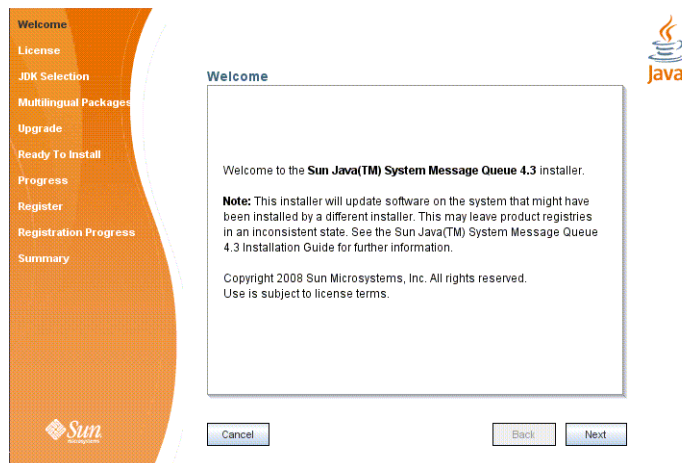 Welcome
License
JDK Selection
Multilingual Packages
Upgrade
Ready To Install
Progress
Register
Registration Progress
Summary
Sun
microsystems
Java
Welcome
Welcome to the Sun Java(TM) System Message Queue 4.3 installer.
Note: This installer will update software on the system that might have
been installed by a different installer. This may leave product registries
in an inconsistent state. See the Sun Java(TM) System Message Queue
4.3 Installation Guide for further information.
Copyright 2008 Sun Microsystems, Inc. All rights reserved.
Use is subject to license terms.
Cancel
Back
Next